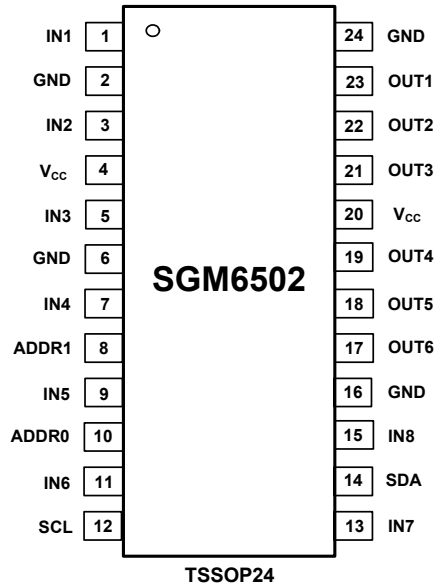 IN1 1 24 GND
GND 2 23 OUT1
IN2 3 22 OUT2
VCC 4 21 OUT3
IN3 5 20 VCC
GND 6 19 OUT4
SGM6502
IN4 7 18 OUT5
ADDR1 8 17 OUT6
IN5 9 16 GND
ADDR0 10 15 IN8
IN6 11 14 SDA
SCL 12 13 IN7
TSSOP24